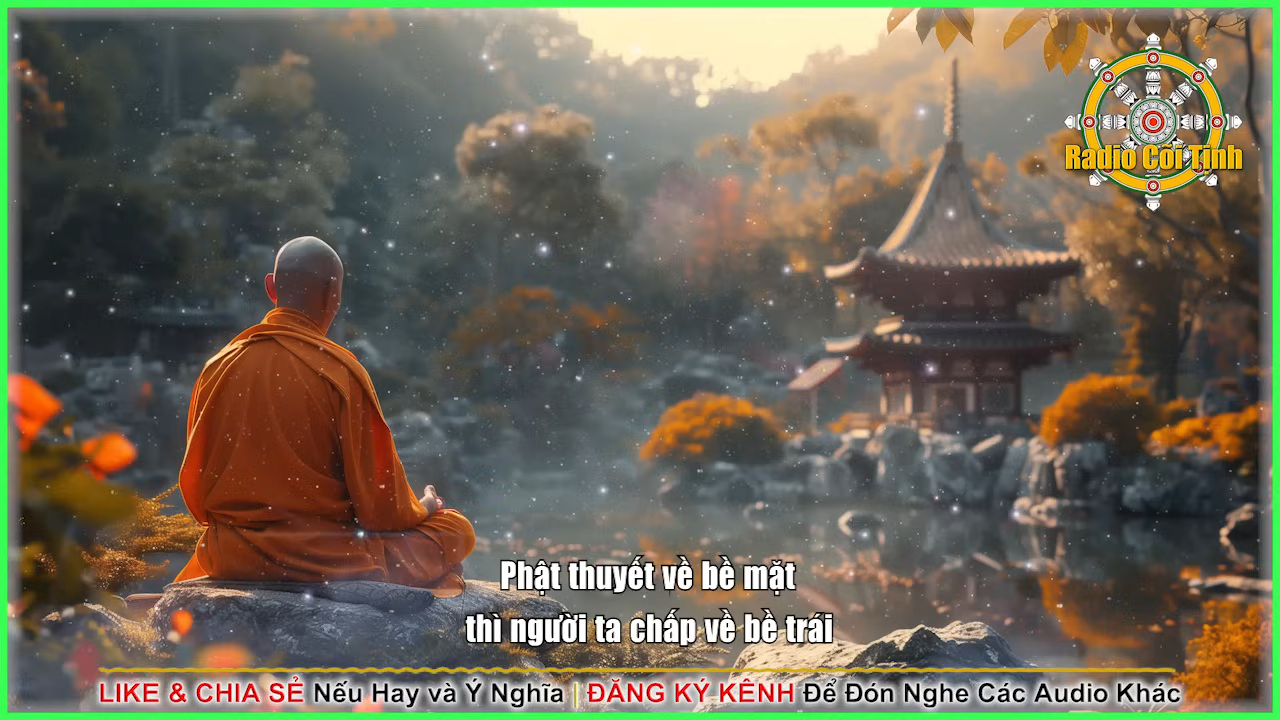 Radio Cõi Tịnh
Phật thuyết về bề mặt
thì người ta chấp về bề trái
LIKE & CHIA SẺ Nếu Hay và Ý Nghĩa | ĐĂNG KÝ KÊNH Để Đón Nghe Các Audio Khác